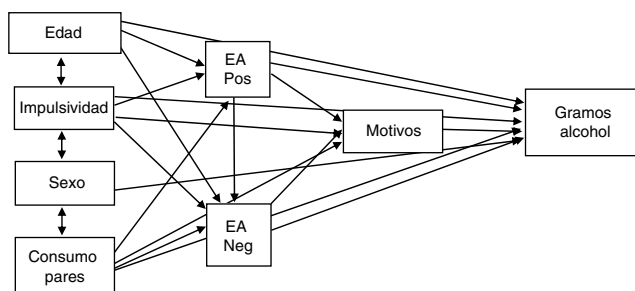 Edad
Impulsividad
Sexo
Consumo
pares
EA
Pos
EA
Neg
Motivos
Gramos
alcohol